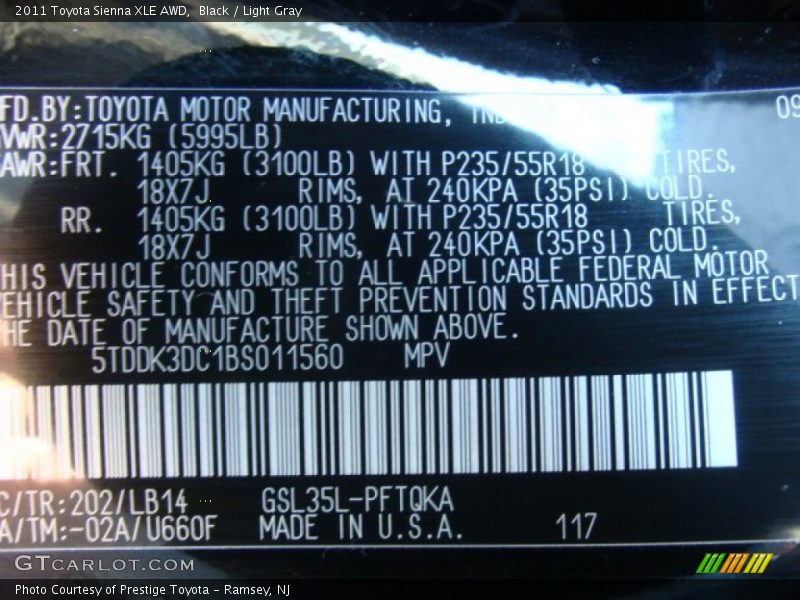 2011 Toyota Sienna XLE AWD, Black / Light Gray
FD.BY:TOYOTA MOTOR MANUFACTURING, 09
VWR:2715KG (5995LB)
AWR:FRT. 1405KG (3100LB) WITH P235/55R18 TIRES,
18X7J RIMS, AT 240KPA (35PSI) COLD.
RR. 1405KG (3100LB) WITH P235/55R18 TIRES,
18X7J RIMS, AT 240KPA (35PSI) COLD.
HIS VEHICLE CONFORMS TO ALL APPLICABLE FEDERAL MOTOR
EHICLE SAFETY AND THEFT PREVENTION STANDARDS IN EFFECT
HE DATE OF MANUFACTURE SHOWN ABOVE.
5TDDK3DC1BS011560 MPV
C/TR:202/LB14 GSL35L-PFTQKA
A/TM:-02A/U660F MADE IN U.S.A. 117
GTCARLOT.COM
Photo Courtesy of Prestige Toyota - Ramsey, NJ